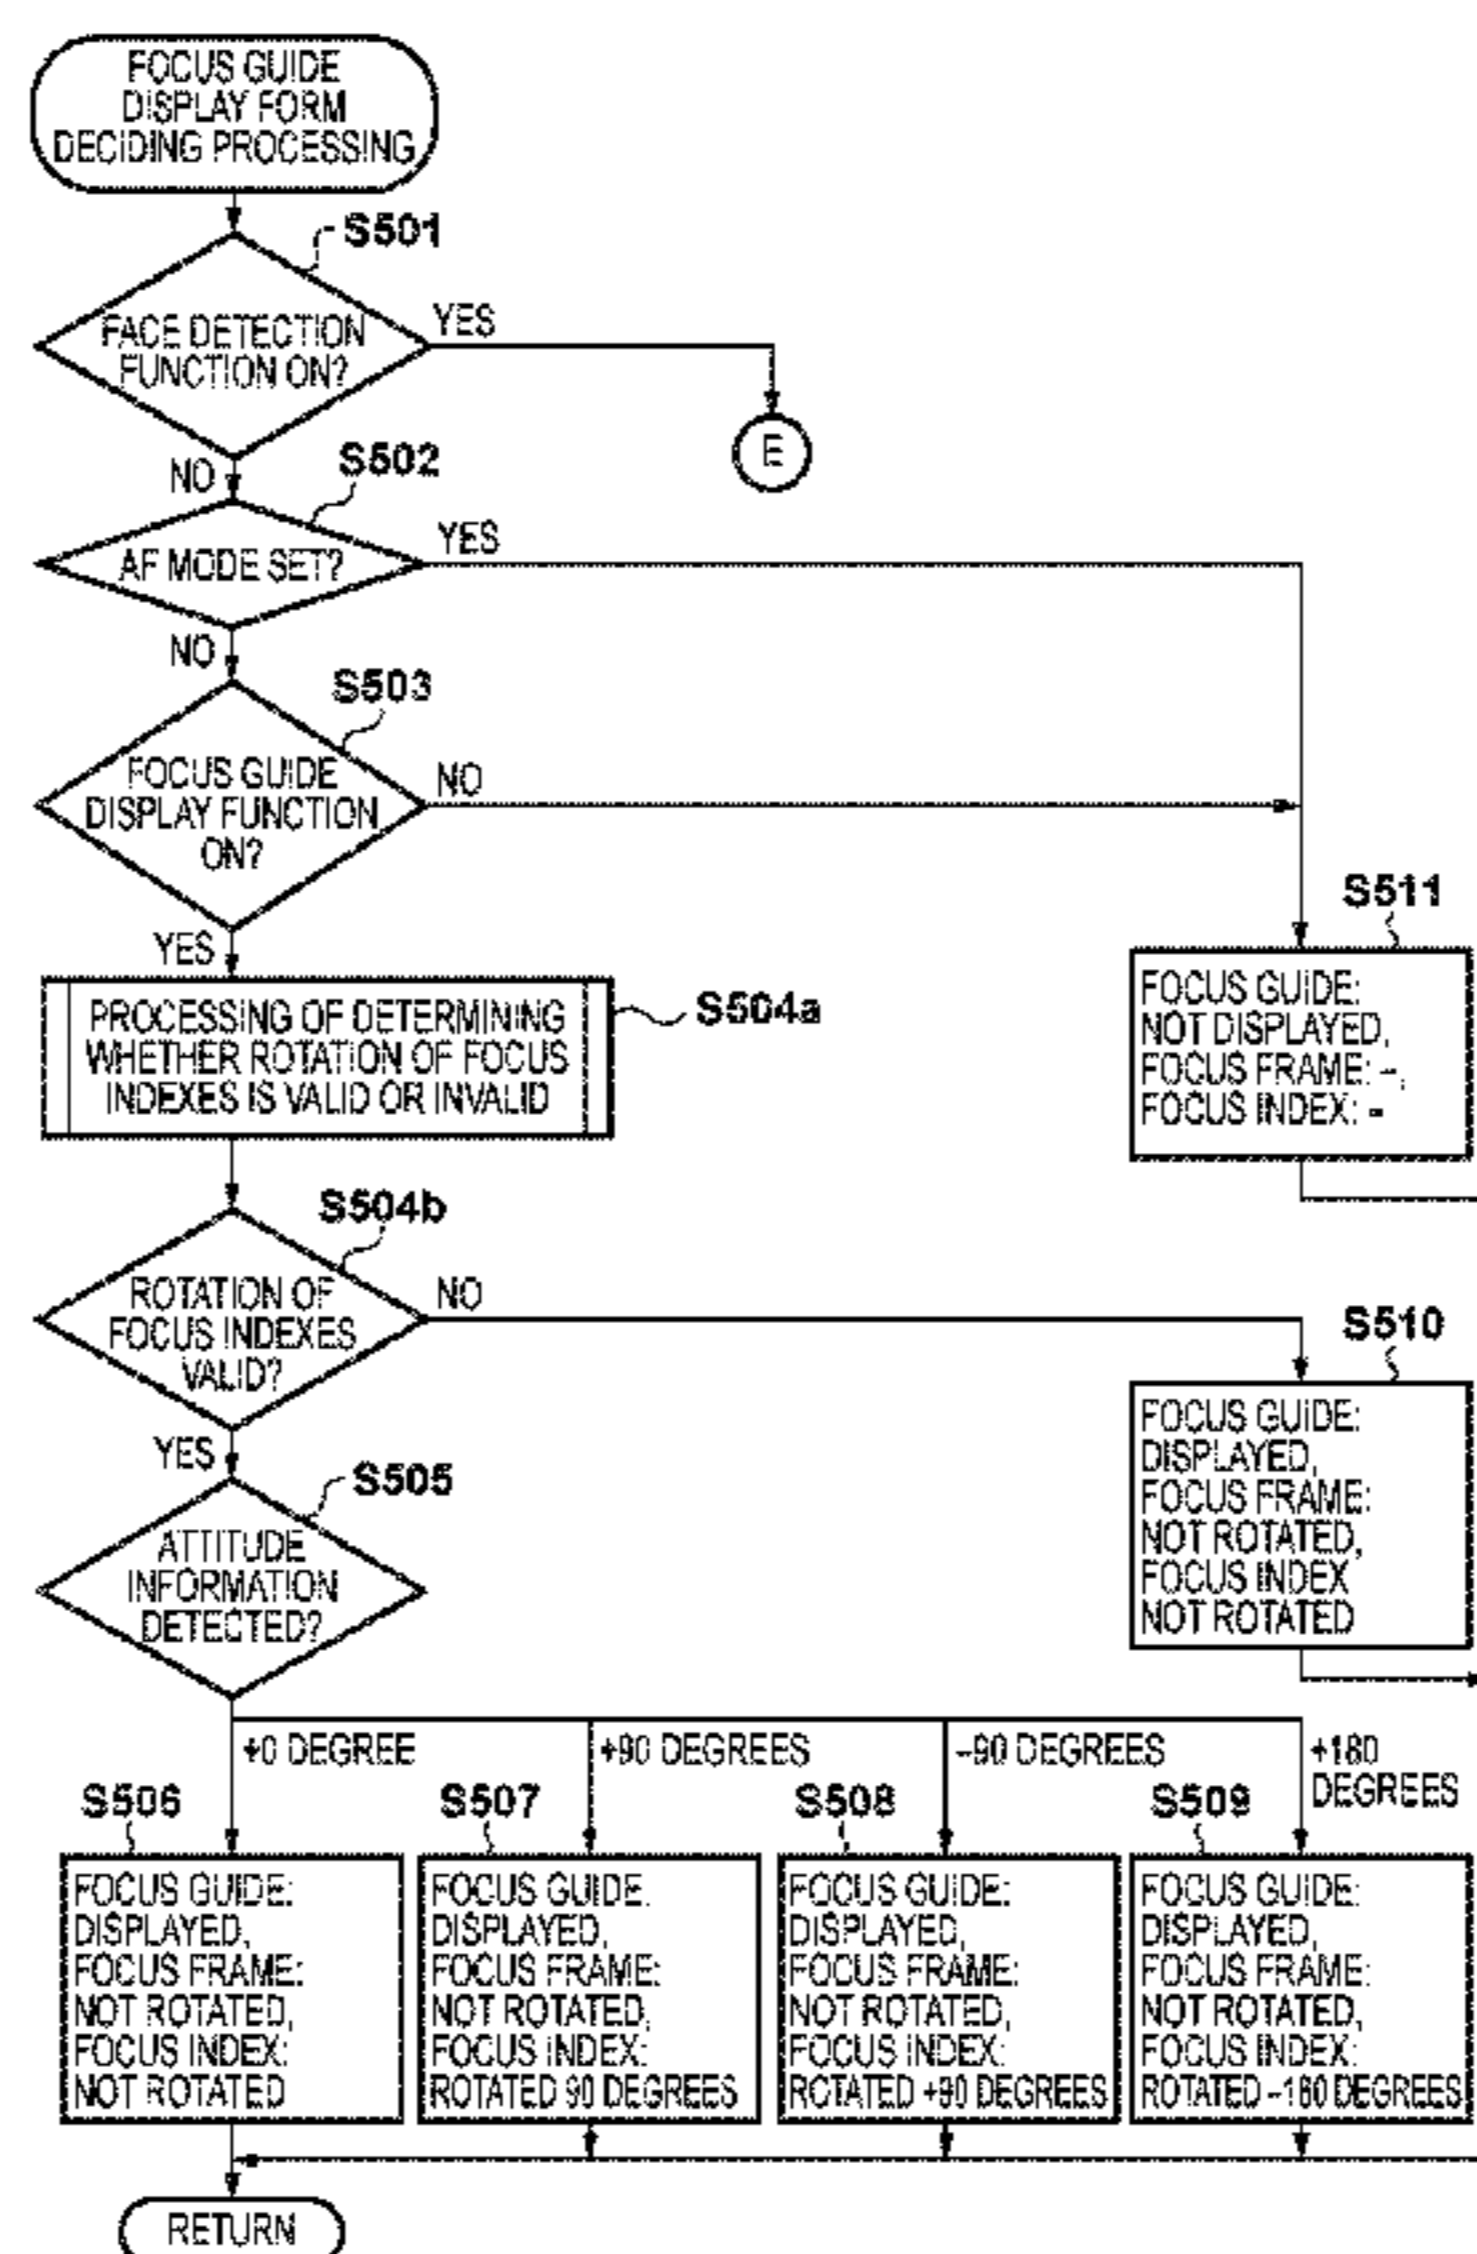 FOCUS GUIDE
DISPLAY FORM
DECIDING PROCESSING
S501
FACE DETECTION
FUNCTION ON?
YES
E
NO
S502
AF MODE SET?
YES
NO
S503
FOCUS GUIDE
DISPLAY FUNCTION
ON?
NO
YES
S511
FOCUS GUIDE:
NOT DISPLAYED,
FOCUS FRAME: –,
FOCUS INDEX: -
PROCESSING OF DETERMINING
WHETHER ROTATION OF FOCUS
INDEXES IS VALID OR INVALID
S504a
S504b
ROTATION OF
FOCUS INDEXES
VALID?
NO
YES
S510
FOCUS GUIDE:
DISPLAYED,
FOCUS FRAME:
NOT ROTATED,
FOCUS INDEX
NOT ROTATED
S505
ATTITUDE
INFORMATION
DETECTED?
+0 DEGREE
+90 DEGREES
–90 DEGREES
+180
DEGREES
S506
FOCUS GUIDE:
DISPLAYED,
FOCUS FRAME:
NOT ROTATED,
FOCUS INDEX:
NOT ROTATED
S507
FOCUS GUIDE:
DISPLAYED,
FOCUS FRAME:
NOT ROTATED,
FOCUS INDEX:
ROTATED 90 DEGREES
S508
FOCUS GUIDE:
DISPLAYED,
FOCUS FRAME:
NOT ROTATED,
FOCUS INDEX:
ROTATED +90 DEGREES
S509
FOCUS GUIDE:
DISPLAYED,
FOCUS FRAME:
NOT ROTATED,
FOCUS INDEX:
ROTATED –180 DEGREES
RETURN